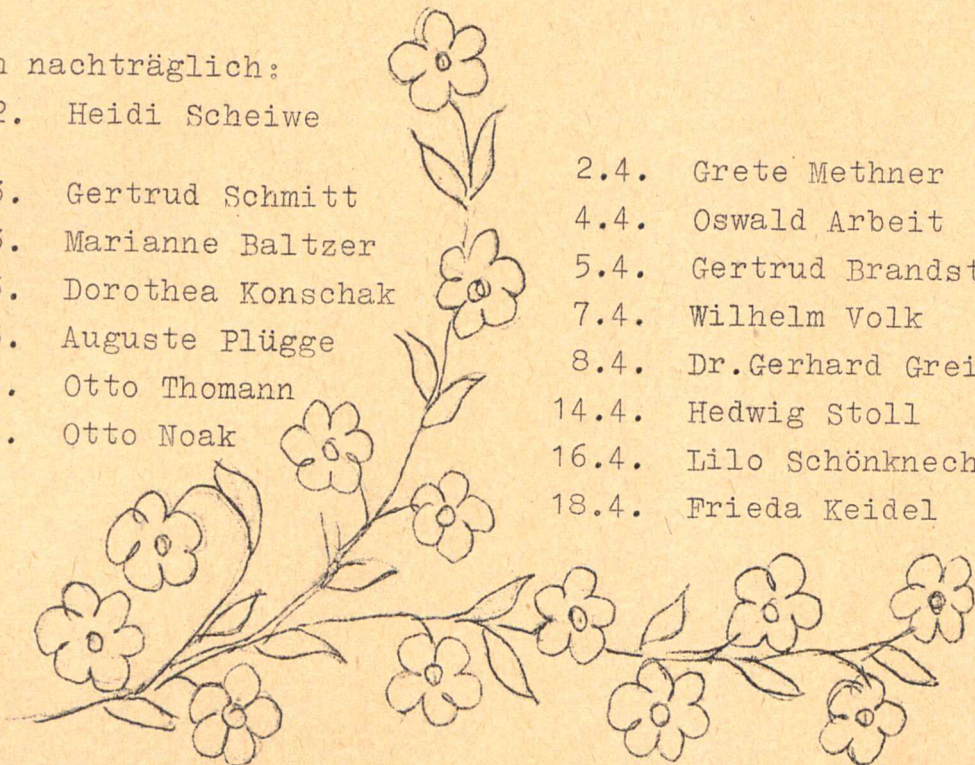 nachträglich:
2. Heidi Scheiwe
Gertrud Schmitt
Marianne Baltzer
Dorothea Konschak
Auguste Plügge
Otto Thomann
Otto Noak
2.4. Grete Methner
4.4. Oswald Arbeit
5.4. Gertrud Brandst
7.4. Wilhelm Volk
8.4. Dr.Gerhard Grei
14.4. Hedwig Stoll
16.4. Lilo Schönknech
18.4. Frieda Keidel